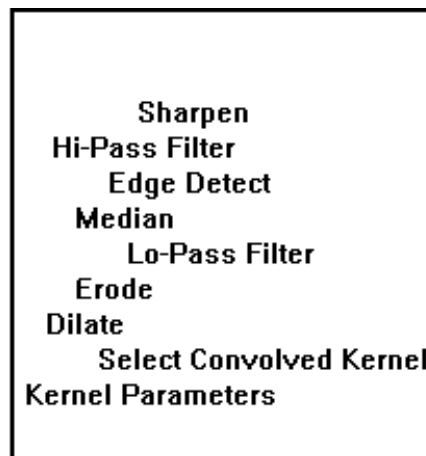 Sharpen
Hi-Pass Filter
Edge Detect
Median
Lo-Pass Filter
Erode
Dilate
Select Convolved Kernel
Kernel Parameters